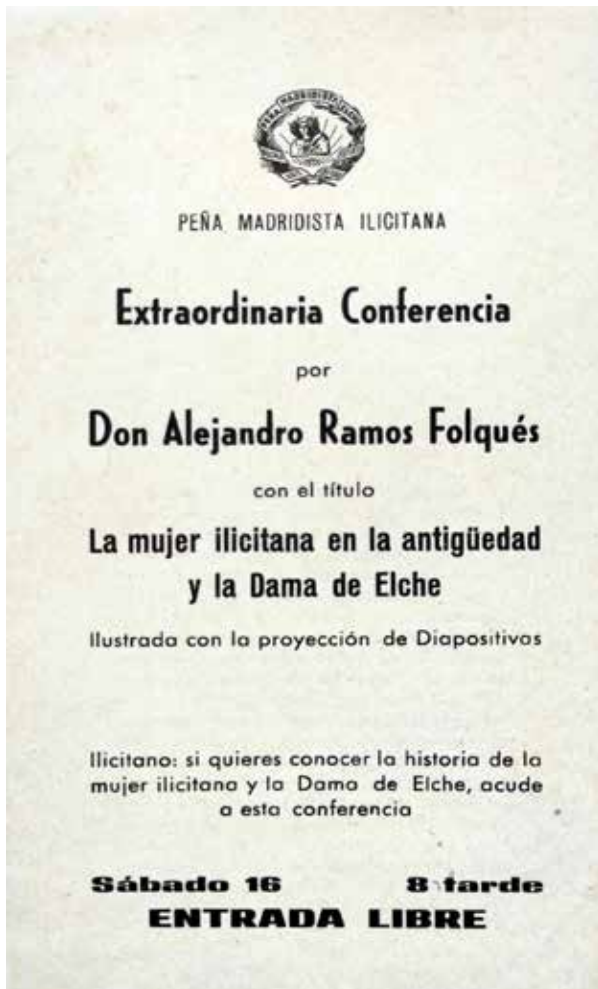 PEÑA MADRIDISTA ILICITANA
Extraordinaria Conferencia
por
Don Alejandro Ramos Folqués
con el título
La mujer ilicitana en la antigüedad
y la Dama de Elche
Ilustrada con la proyección de Diapositivas
Ilicitano: si quieres conocer la historia de la
mujer ilicitana y la Dama de Elche, acude
a esta conferencia
Sábado 16 8 tarde
ENTRADA LIBRE